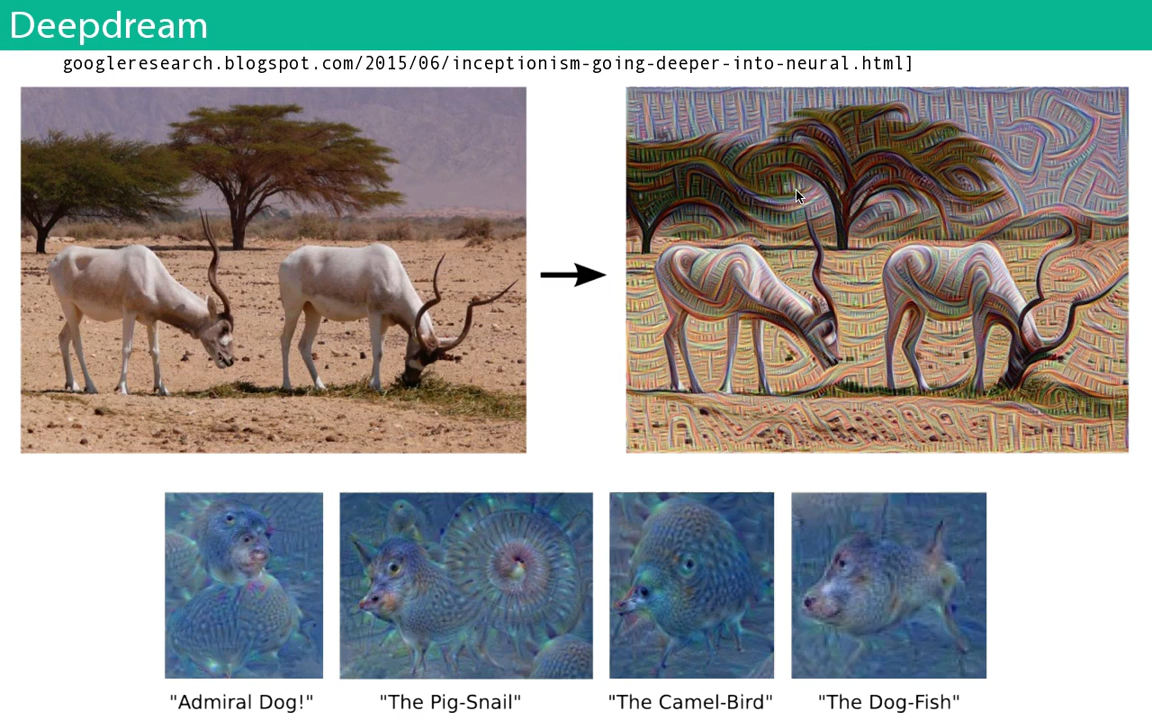 Deepdream
googleresearch.blogspot.com/2015/06/inceptionism-going-deeper-into-neural.html]
"Admiral Dog!"
"The Pig-Snail"
"The Camel-Bird"
"The Dog-Fish"